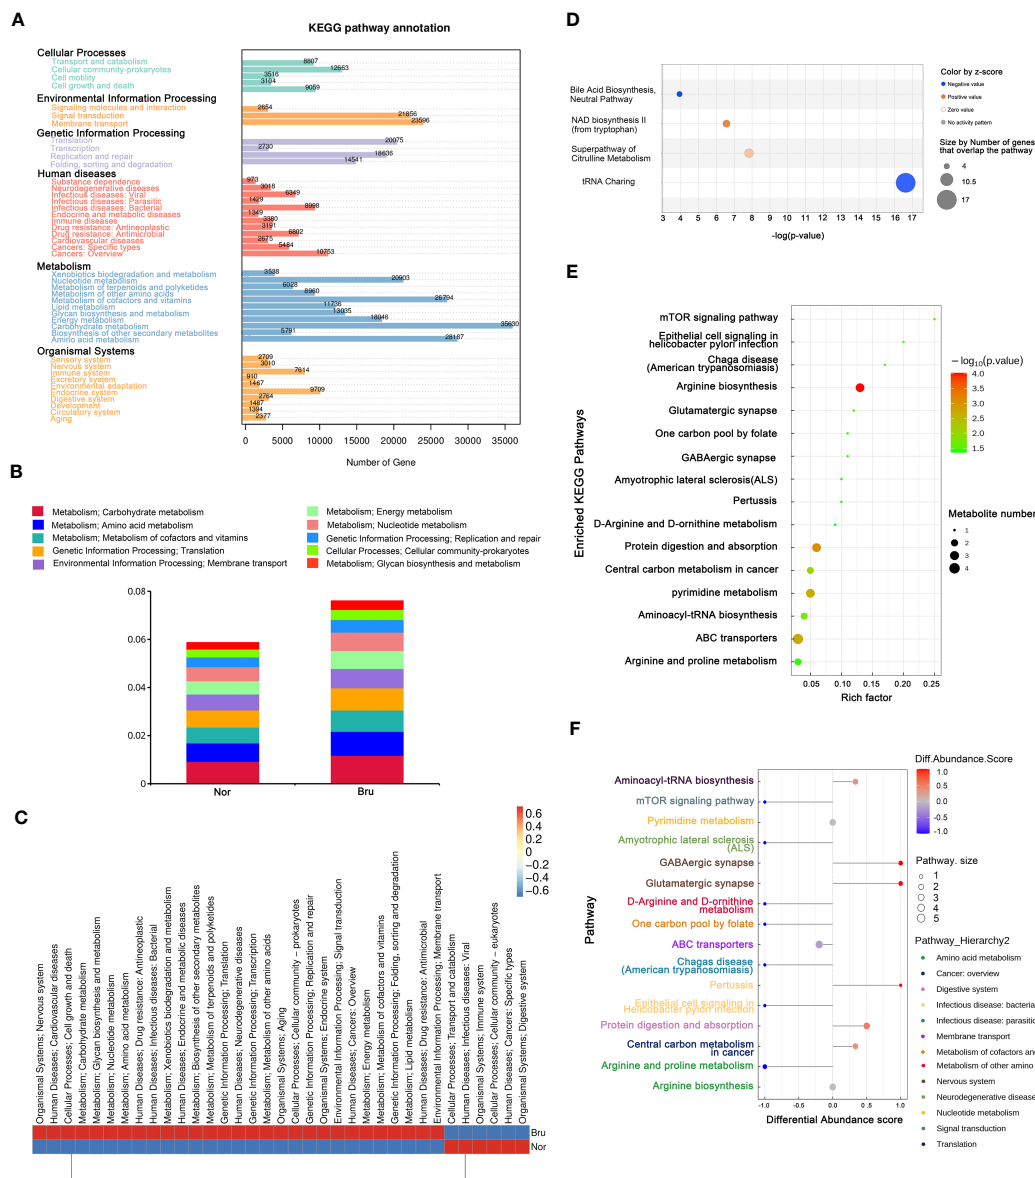 A
KEGG pathway annotation
Cellular Processes
Transport and catabolism 8807
Cellular community-prokaryotes 12663
Cell motility 3516
Cell growth and death 3104
9059
Environmental Information Processing
Signaling molecules and interaction 2654
Signal transduction 21856
Membrane transport 23596
Genetic Information Processing
Translation 20075
Transcription 2730
Replication and repair 18636
Folding, sorting and degradation 14541
Human diseases
Substance dependence 973
Neurodegenerative diseases 3018
Infectious diseases: Viral 6349
Infectious diseases: Parasitic 1429
Infectious diseases: Bacterial 8998
Endocrine and metabolic diseases 1349
Immune diseases 3380
Drug resistance: Antineoplastic 3191
Drug resistance: Antimicrobial 6802
Cardiovascular diseases 2675
Cancers: Specific types 5484
Cancers: Overview 10753
Metabolism
Xenobiotics biodegradation and metabolism 3538
Nucleotide metabolism 20903
Metabolism of terpenoids and polyketides 6028
Metabolism of other amino acids 8960
Metabolism of cofactors and vitamins 26794
Lipid metabolism 11736
Glycan biosynthesis and metabolism 13035
Energy metabolism 18046
Carbohydrate metabolism 35630
Biosynthesis of other secondary metabolites 5791
Amino acid metabolism 28187
Organismal Systems
Sensory system 2709
Nervous system 3010
Immune system 7614
Excretory system 910
Environmental adaptation 1467
Endocrine system 9709
Digestive system 2764
Development 1487
Circulatory system 1394
Aging 2377
0 5000 10000 15000 20000 25000 30000 35000
Number of Gene
B
Metabolism; Carbohydrate metabolism
Metabolism; Amino acid metabolism
Metabolism; Metabolism of cofactors and vitamins
Genetic Information Processing; Translation
Environmental Information Processing; Membrane transport
Metabolism; Energy metabolism
Metabolism; Nucleotide metabolism
Genetic Information Processing; Replication and repair
Cellular Processes; Cellular community-prokaryotes
Metabolism; Glycan biosynthesis and metabolism
0.08
0.06
0.04
0.02
0
Nor Bru
C
0.6
0.4
0.2
0
−0.2
−0.4
−0.6
Organismal Systems; Nervous system
Human Diseases; Cardiovascular diseases
Cellular Processes; Cell growth and death
Metabolism; Carbohydrate metabolism
Metabolism; Glycan biosynthesis and metabolism
Metabolism; Nucleotide metabolism
Metabolism; Amino acid metabolism
Human Diseases; Drug resistance: Antineoplastic
Human Diseases; Infectious diseases: Bacterial
Metabolism; Xenobiotics biodegradation and metabolism
Human Diseases; Endocrine and metabolic diseases
Metabolism; Biosynthesis of other secondary metabolites
Metabolism; Metabolism of terpenoids and polyketides
Genetic Information Processing; Translation
Human Diseases; Neurodegenerative diseases
Genetic Information Processing; Transcription
Metabolism; Metabolism of other amino acids
Organismal Systems; Aging
Cellular Processes; Cellular community − prokaryotes
Genetic Information Processing; Replication and repair
Organismal Systems; Endocrine system
Environmental Information Processing; Signal transduction
Human Diseases; Cancers: Overview
Metabolism; Energy metabolism
Metabolism; Metabolism of cofactors and vitamins
Genetic Information Processing; Folding, sorting and degradation
Metabolism; Lipid metabolism
Human Diseases; Drug resistance: Antimicrobial
Environmental Information Processing; Membrane transport
Cellular Processes; Transport and catabolism
Human Diseases; Infectious diseases: Viral
Organismal Systems; Immune system
Cellular Processes; Cellular community − eukaryotes
Human Diseases; Cancers: Specific types
Organismal Systems; Digestive system
Bru
Nor
D
Bile Acid Biosynthesis,
Neutral Pathway
NAD biosynthesis II
(from tryptophan)
Superpathway of
Citrulline Metabolism
tRNA Charing
3 4 5 6 7 8 9 10 11 12 13 14 15 16 17
-log(p-value)
Color by z-score
Negative value
Positive value
Zero value
No activity pattern
Size by Number of genes
that overlap the pathway
4
10.5
17
E
Enriched KEGG Pathways
mTOR signaling pathway
Epithelial cell signaling in
helicobacter pylori infection
Chaga disease
(American trypanosomiasis)
Arginine biosynthesis
Glutamatergic synapse
One carbon pool by folate
GABAergic synapse
Amyotrophic lateral sclerosis(ALS)
Pertussis
D-Arginine and D-ornithine metabolism
Protein digestion and absorption
Central carbon metabolism in cancer
pyrimidine metabolism
Aminoacyl-tRNA biosynthesis
ABC transporters
Arginine and proline metabolism
0.05 0.10 0.15 0.20 0.25
Rich factor
−log10(p.value)
4.0
3.5
3.0
2.5
2.0
1.5
Metabolite number
1
2
3
4
F
Pathway
Aminoacyl-tRNA biosynthesis
mTOR signaling pathway
Pyrimidine metabolism
Amyotrophic lateral sclerosis
(ALS)
GABAergic synapse
Glutamatergic synapse
D-Arginine and D-ornithine
metabolism
One carbon pool by folate
ABC transporters
Chagas disease
(American trypanosomiasis)
Pertussis
Epithelial cell signaling in
Helicobacter pylori infection
Protein digestion and absorption
Central carbon metabolism
in cancer
Arginine and proline metabolism
Arginine biosynthesis
-1.0 -0.5 0.0 0.5 1.0
Differential Abundance score
Diff.Abundance.Score
1.0
0.5
0.0
-0.5
-1.0
Pathway. size
1
2
3
4
5
Pathway_Hierarchy2
Amino acid metabolism
Cancer: overview
Digestive system
Infectious disease: bacteria
Infectious disease: parasitic
Membrane transport
Metabolism of cofactors and
Metabolism of other amino
Nervous system
Neurodegenerative disease
Nucleotide metabolism
Signal transduction
Translation